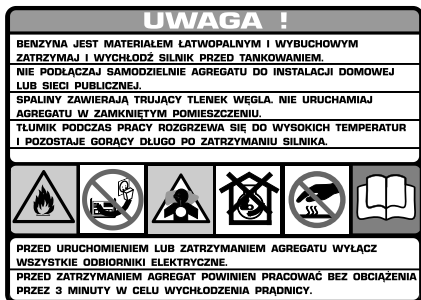 UWAGA !
BENZYNA JEST MATERIAŁEM ŁATWOPALNYM I WYBUCHOWYM
ZATRZYMAJ I WYCHŁODŹ SILNIK PRZED TANKOWANIEM.
NIE PODŁĄCZAJ SAMODZIELNIE AGREGATU DO INSTALACJI DOMOWEJ
LUB SIECI PUBLICZNEJ.
SPALINY ZAWIERAJĄ TRUJĄCY TLENEK WĘGLA. NIE URUCHAMIAJ
AGREGATU W ZAMKNIĘTYM POMIESZCZENIU.
TŁUMIK PODCZAS PRACY ROZGRZEWA SIĘ DO WYSOKICH TEMPERATUR
I POZOSTAJE GORĄCY DŁUGO PO ZATRZYMANIU SILNIKA.
PRZED URUCHOMIENIEM LUB ZATRZYMANIEM AGREGATU WYŁĄCZ
WSZYSTKIE ODBIORNIKI ELEKTRYCZNE.
PRZED ZATRZYMANIEM AGREGAT POWINIEN PRACOWAĆ BEZ OBCIĄŻENIA
PRZEZ 3 MINUTY W CELU WYCHŁODZENIA PRĄDNICY.